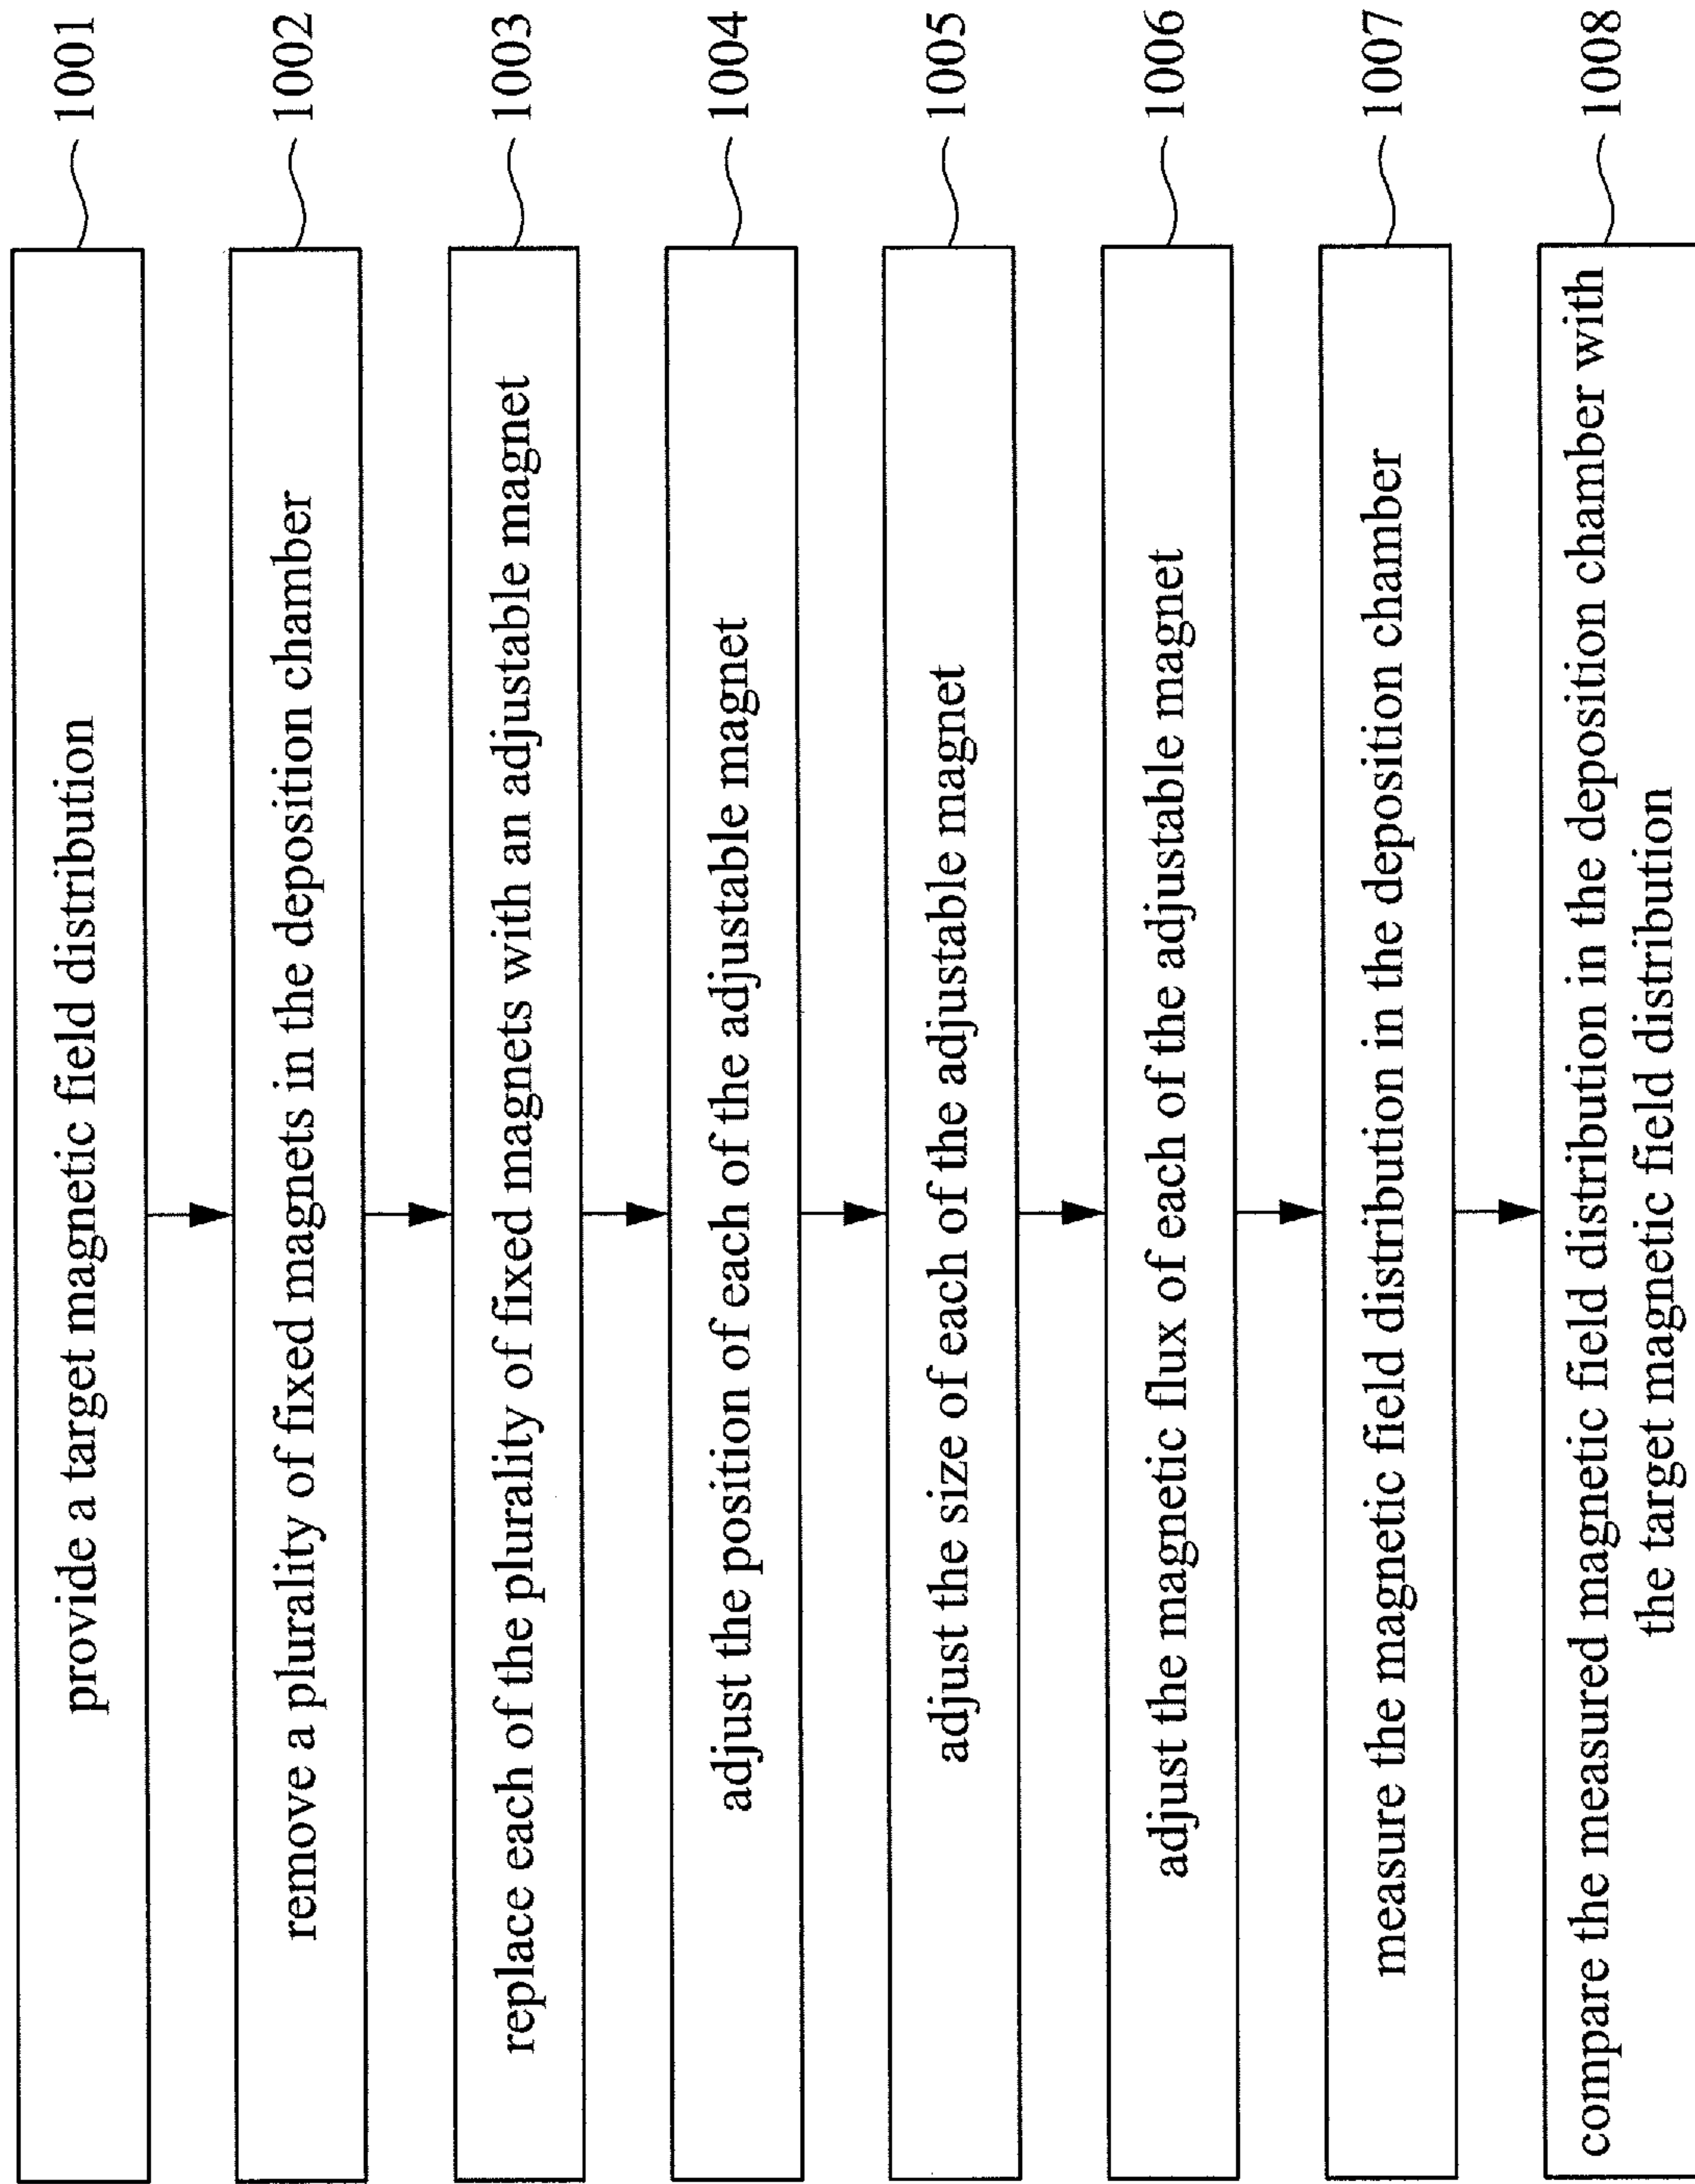 provide a target magnetic field distribution
1001
remove a plurality of fixed magnets in the deposition chamber
1002
replace each of the plurality of fixed magnets with an adjustable magnet
1003
adjust the position of each of the adjustable magnet
1004
adjust the size of each of the adjustable magnet
1005
adjust the magnetic flux of each of the adjustable magnet
1006
measure the magnetic field distribution in the deposition chamber
1007
compare the measured magnetic field distribution in the deposition chamber with
the target magnetic field distribution
1008